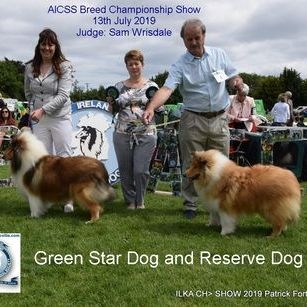 AICSS Breed Championship Show
13th July 2019
Judge: Sam Wrisdale
IRELAND
Green Star Dog and Reserve Dog
ILKA CH> SHOW 2019 Patrick Fort